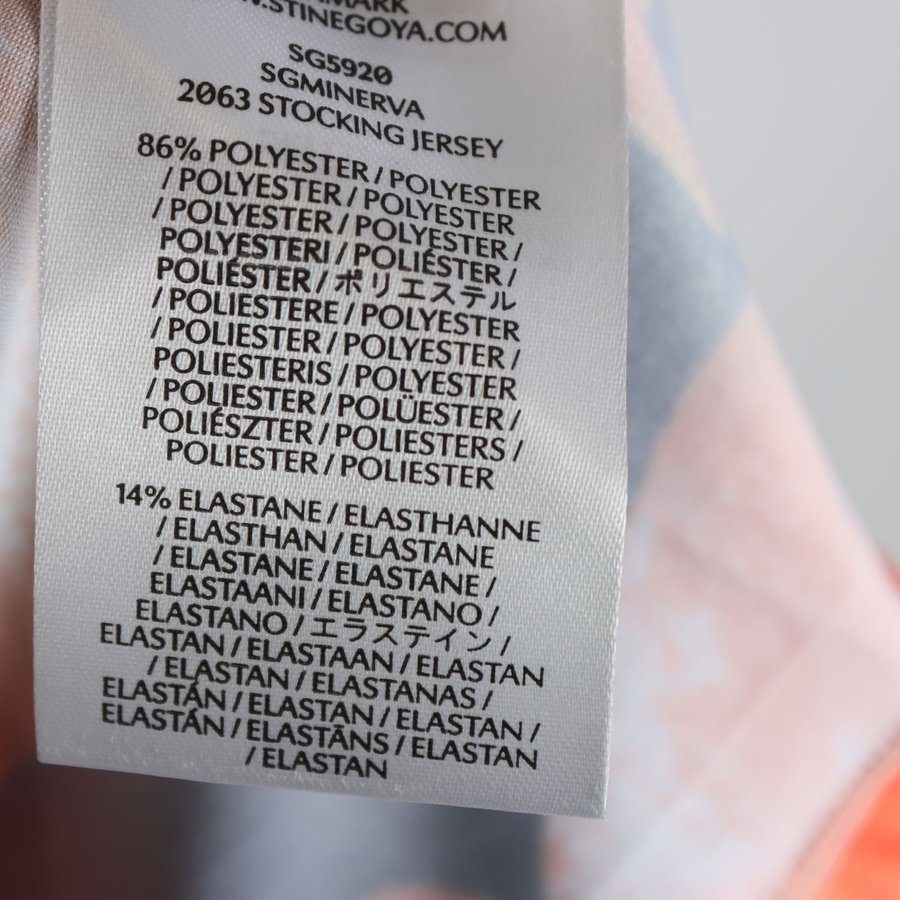 WWW.STINEGOYA.COM
SG5920
SGMINERVA
2063 STOCKING JERSEY
86% POLYESTER / POLYESTER
/ POLYESTER / POLYESTER
/ POLYESTER / POLYESTER /
POLYESTERI / POLIÉSTER /
POLIÉSTER / ポリエステル
/ POLIESTERE / POLYESTER
/ POLIESTER / POLYESTER /
POLIESTERIS / POLYESTER
/ POLIESTER / POLÜESTER /
POLIÉSZTER / POLIESTERS /
POLIESTER / POLIESTER
14% ELASTANE / ELASTHANNE
/ ELASTHAN / ELASTANE
/ ELASTANE / ELASTANE /
ELASTAANI / ELASTANO /
ELASTANO / エラステイン /
ELASTAN / ELASTAAN / ELASTAN
/ ELASTAN / ELASTANAS /
ELASTÁN / ELASTAN / ELASTAN /
ELASTÁN / ELASTĀNS / ELASTAN
/ ELASTAN